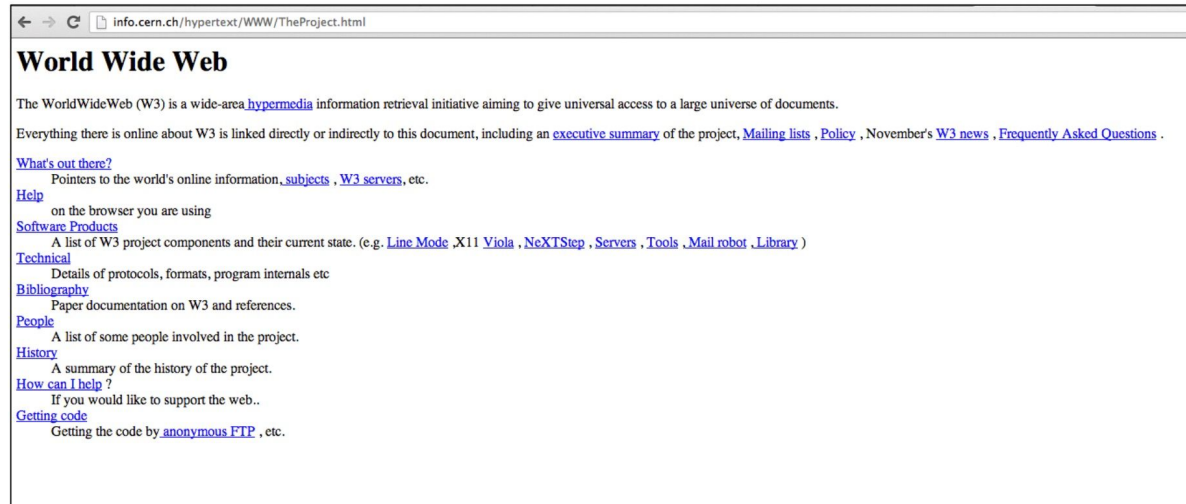 info.cern.ch/hypertext/WWW/TheProject.html
World Wide Web
The WorldWideWeb (W3) is a wide-area hypermedia information retrieval initiative aiming to give universal access to a large universe of documents.
Everything there is online about W3 is linked directly or indirectly to this document, including an executive summary of the project, Mailing lists , Policy , November's W3 news , Frequently Asked Questions .
What's out there?
Pointers to the world's online information, subjects , W3 servers, etc.
Help
on the browser you are using
Software Products
A list of W3 project components and their current state. (e.g. Line Mode ,X11 Viola , NeXTStep , Servers , Tools , Mail robot , Library )
Technical
Details of protocols, formats, program internals etc
Bibliography
Paper documentation on W3 and references.
People
A list of some people involved in the project.
History
A summary of the history of the project.
How can I help ?
If you would like to support the web..
Getting code
Getting the code by anonymous FTP , etc.